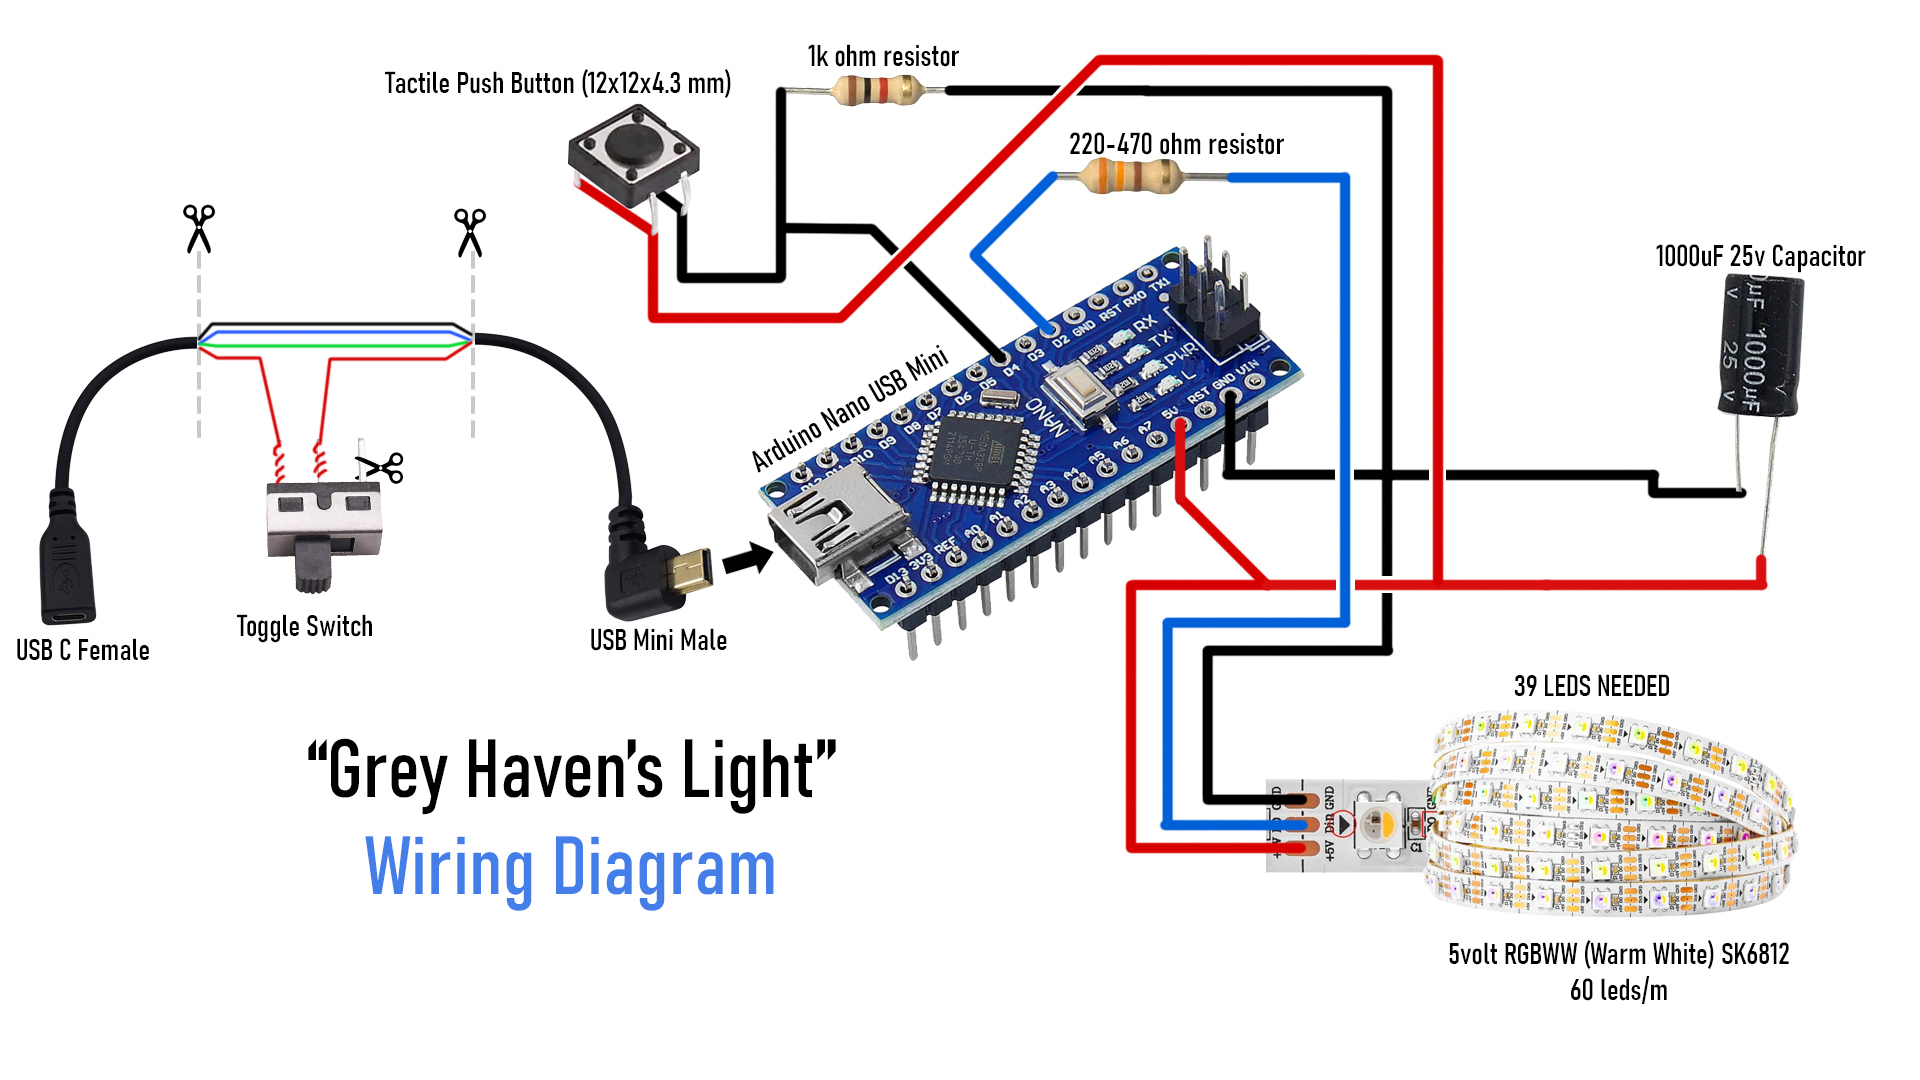 1k ohm resistor
Tactile Push Button (12x12x4.3 mm)
220-470 ohm resistor
1000uF 25v Capacitor
1000µF
25
v
v
Arduino Nano USB Mini
TX1
RX0
RST
GND
D2
D3
D4
D5
D6
D7
D8
D9
D10
D11
D12
RX
TX
PWR
L
NANO
VIN
GND
RST
5V
A7
A6
A5
A4
A3
A2
A1
A0
REF
3V3
D13
Toggle Switch
USB C Female
USB Mini Male
39 LEDS NEEDED
“Grey Haven’s Light”
Wiring Diagram
GND
Din
+5V
C1
5volt RGBWW (Warm White) SK6812
60 leds/m